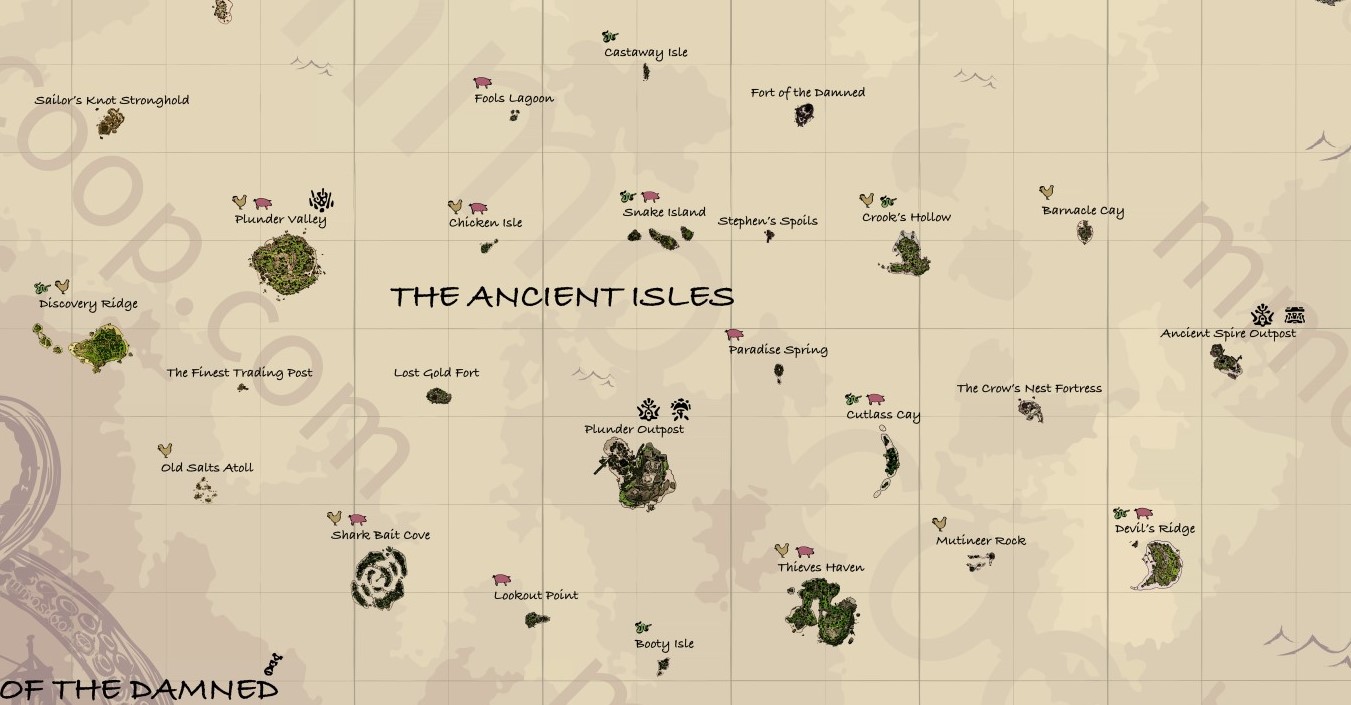 Castaway Isle
Sailor's Knot Stronghold
Fools Lagoon
Fort of the Damned
Plunder Valley
Chicken Isle
Snake Island
Stephen's Spoils
Crook's Hollow
Barnacle Cay
THE ANCIENT ISLES
Discovery Ridge
Ancient Spire Outpost
Paradise Spring
The Finest Trading Post
Lost Gold Fort
The Crow's Nest Fortress
Cutlass Cay
Plunder Outpost
Old Salts Atoll
Shark Bait Cove
Devil's Ridge
Mutineer Rock
Thieves Haven
Lookout Point
Booty Isle
OF THE DAMNED